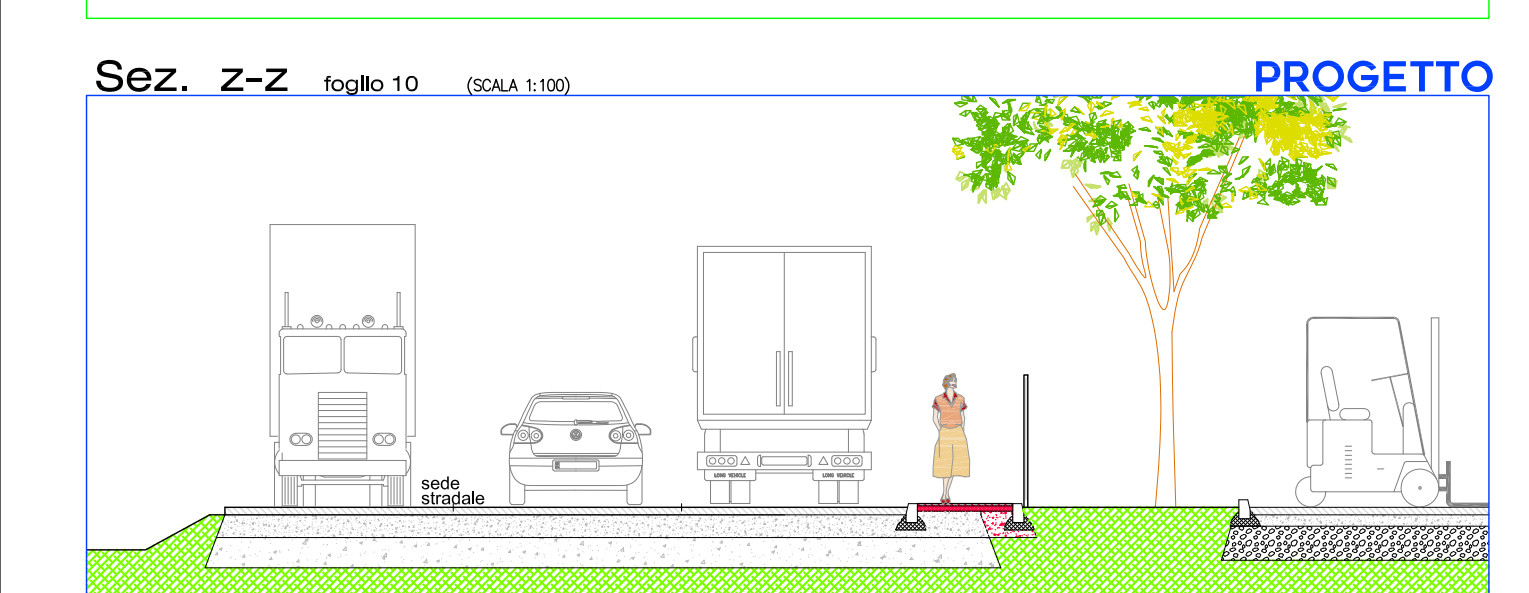 Sez. z-z foglio 10 (SCALA 1:100)
PROGETTO
sede
stradale
LONG VEHICLE
LONG VEHICLE